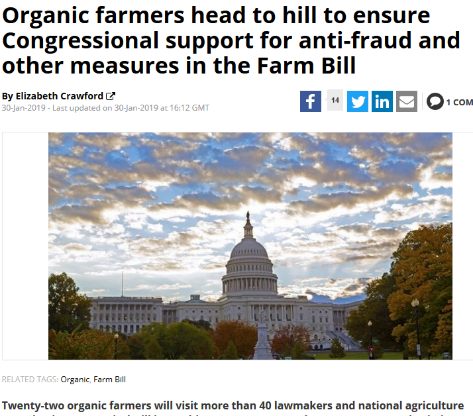 Organic farmers head to hill to ensure
Congressional support for anti-fraud and
other measures in the Farm Bill
By Elizabeth Crawford
30-Jan-2019 - Last updated on 30-Jan-2019 at 16:12 GMT
14
1 COM
RELATED TAGS: Organic, Farm Bill
Twenty-two organic farmers will visit more than 40 lawmakers and national agriculture